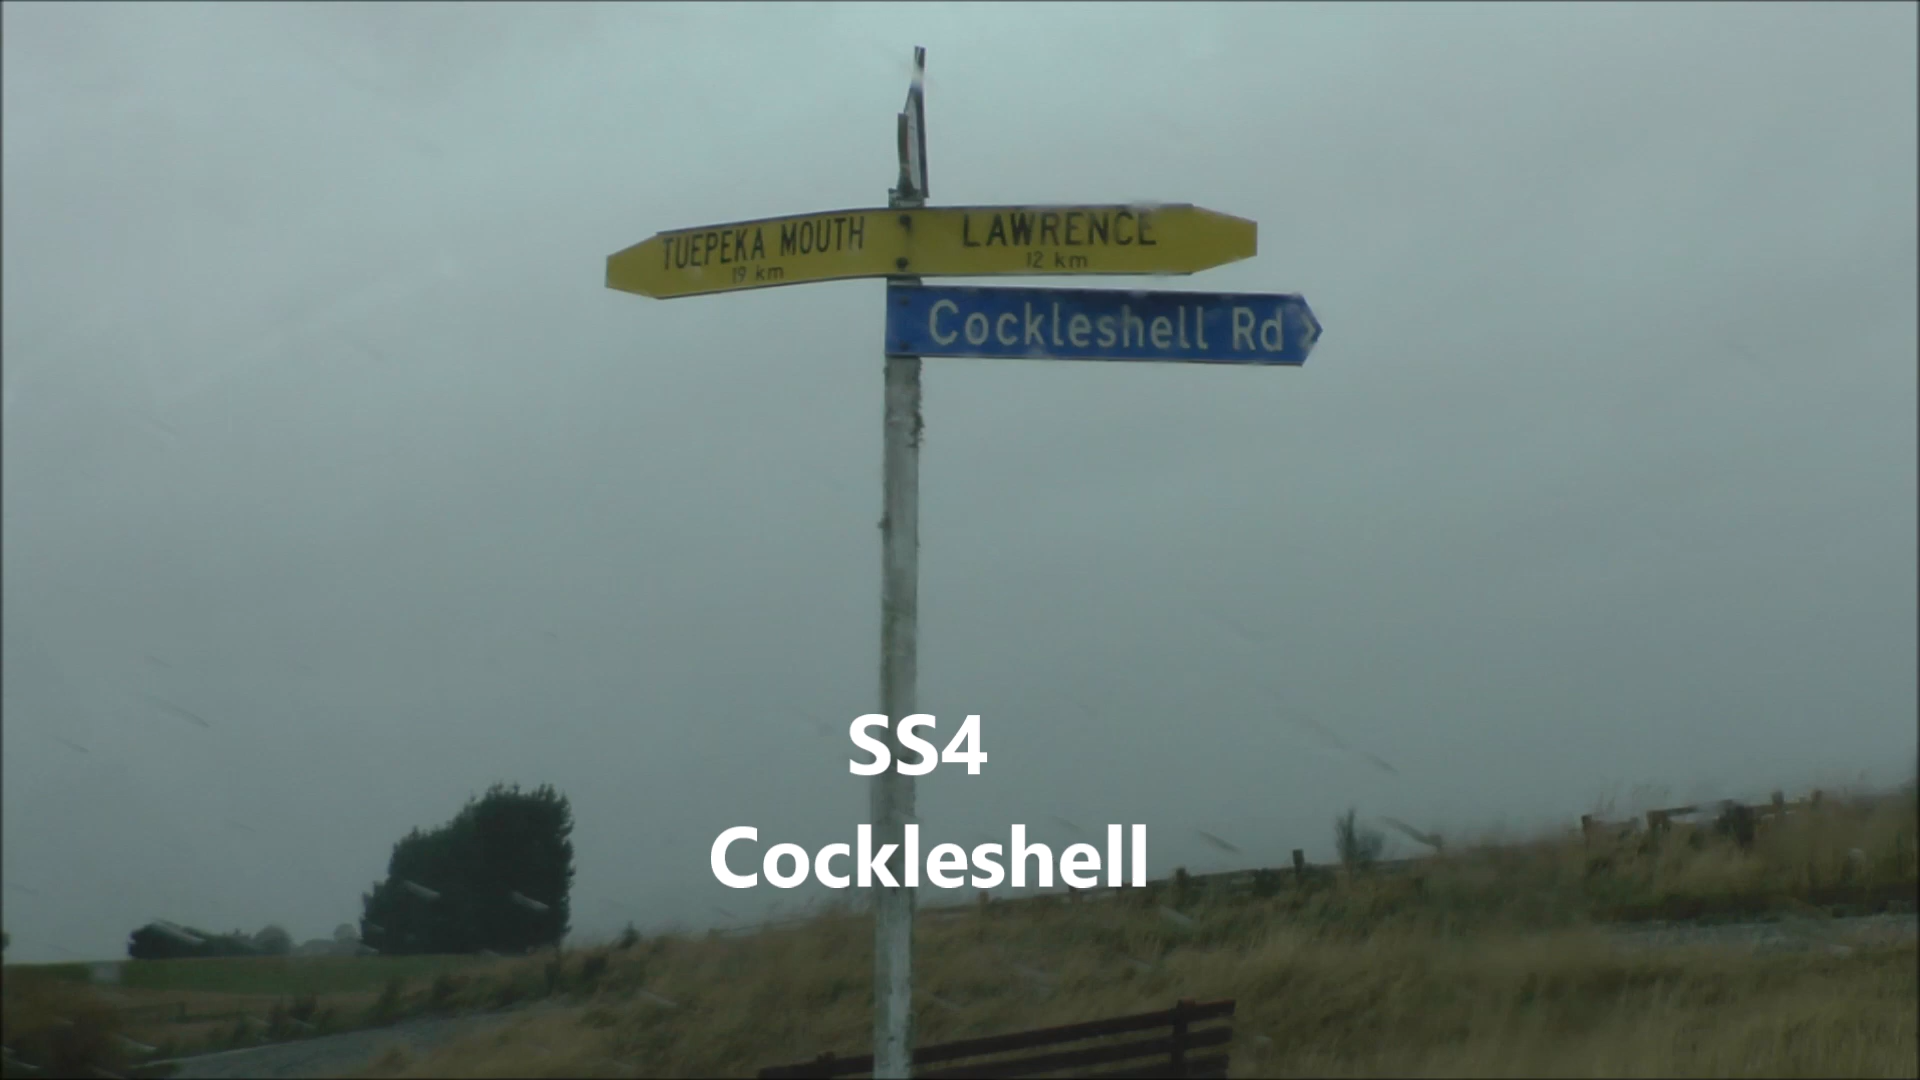 TUEPEKA MOUTH
19 km
LAWRENCE
12 km
Cockleshell Rd
SS4
Cockleshell